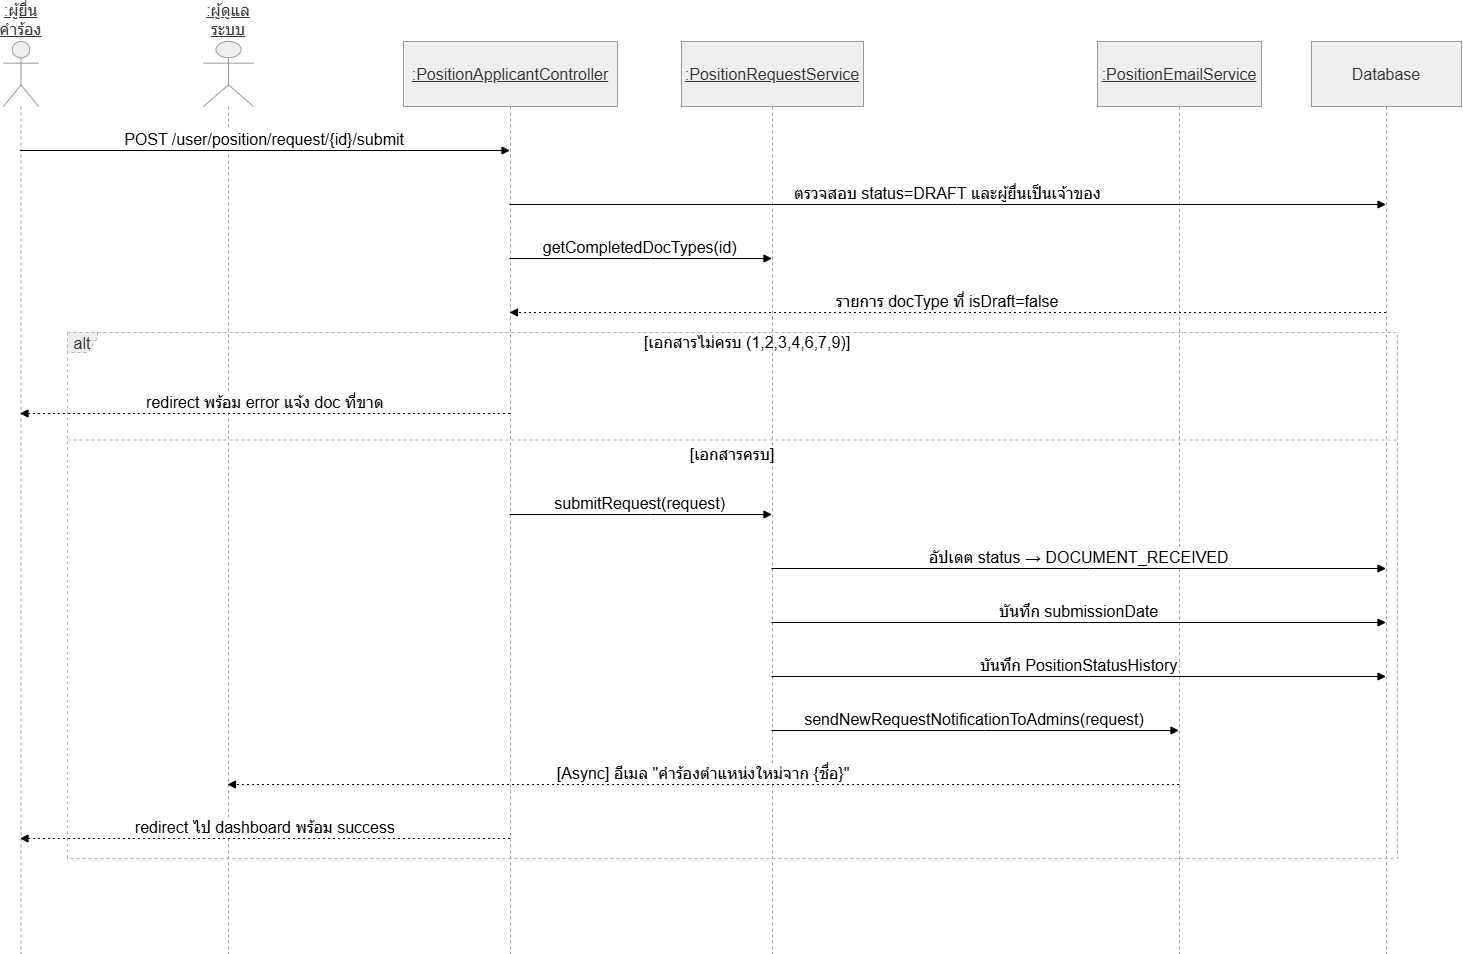 :ผู้ยื่น
คำร้อง
:ผู้ดูแล
ระบบ
:PositionApplicantController
:PositionRequestService
:PositionEmailService
Database
POST /user/position/request/{id}/submit
ตรวจสอบ status=DRAFT และผู้ยื่นเป็นเจ้าของ
getCompletedDocTypes(id)
รายการ docType ที่ isDraft=false
alt
[เอกสารไม่ครบ (1,2,3,4,6,7,9)]
redirect พร้อม error แจ้ง doc ที่ขาด
[เอกสารครบ]
submitRequest(request)
อัปเดต status → DOCUMENT_RECEIVED
บันทึก submissionDate
บันทึก PositionStatusHistory
sendNewRequestNotificationToAdmins(request)
[Async] อีเมล "คำร้องตำแหน่งใหม่จาก {ชื่อ}"
redirect ไป dashboard พร้อม success